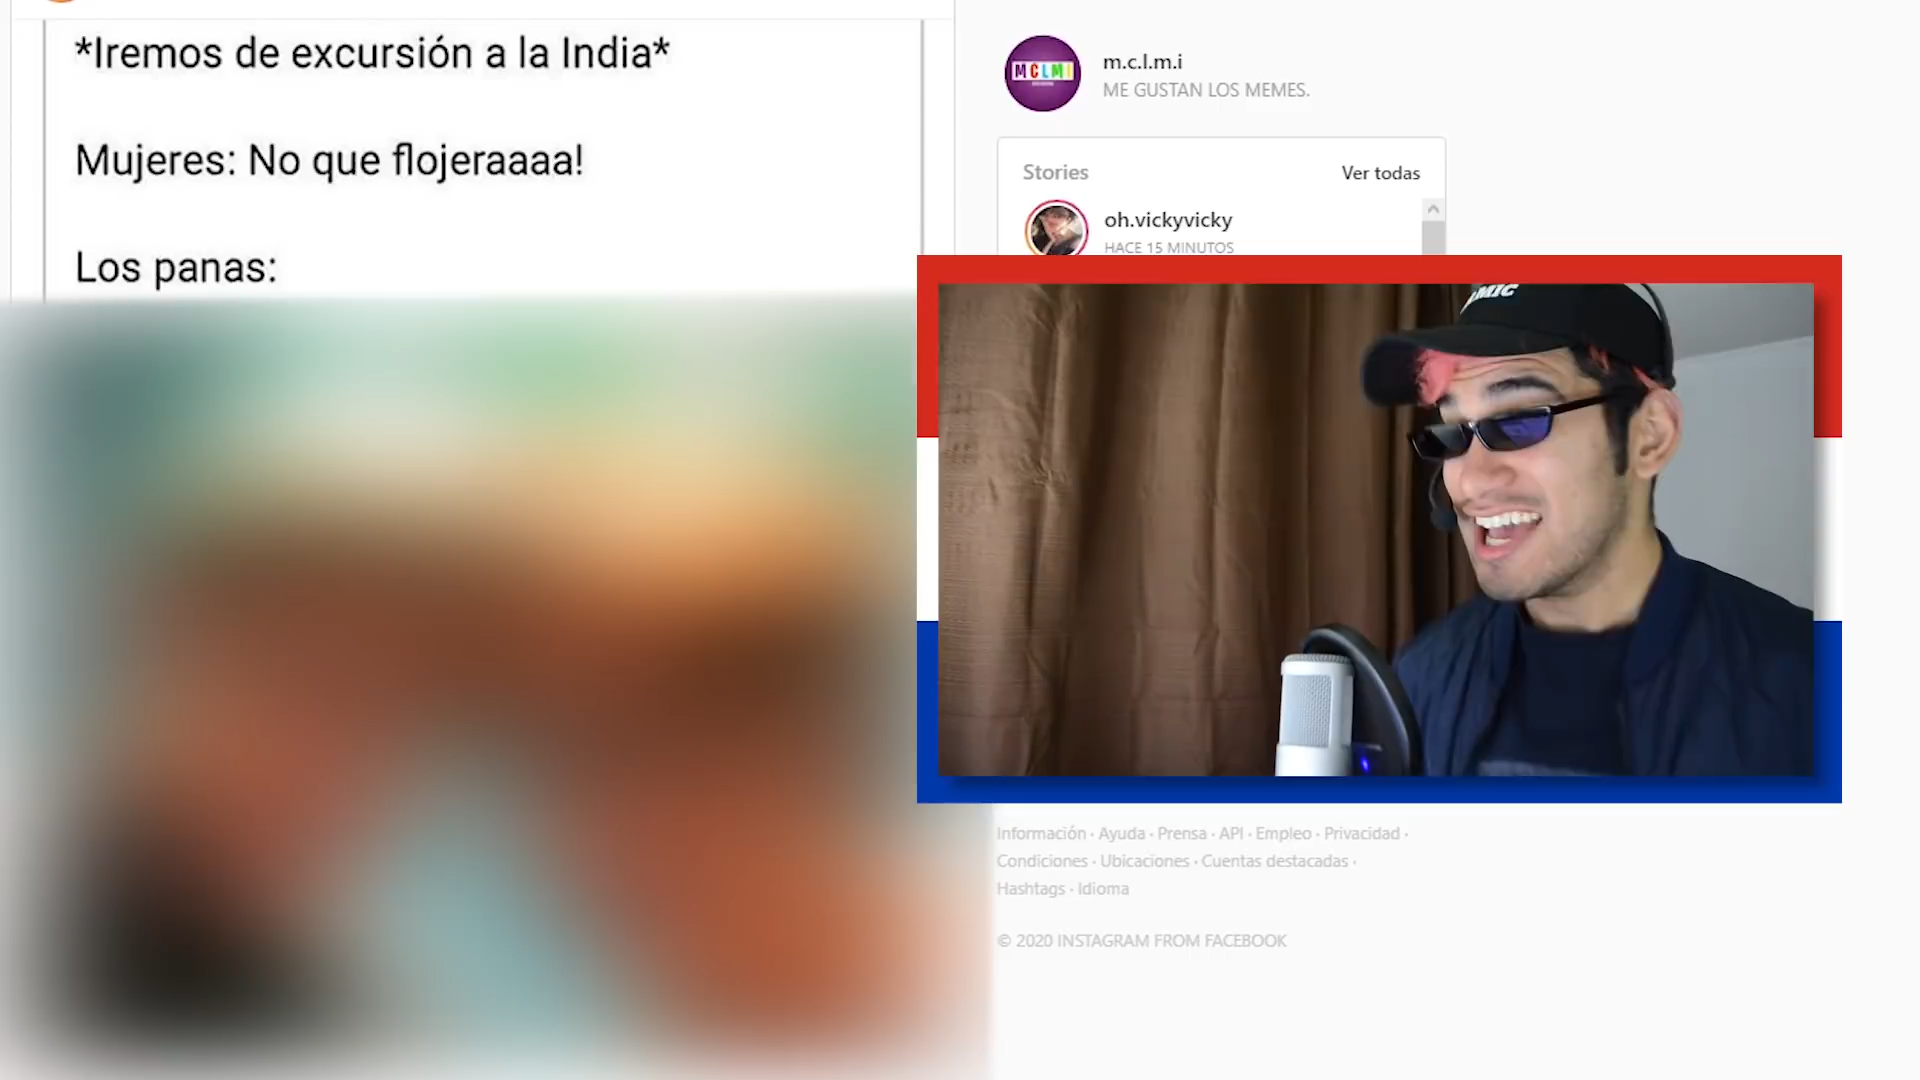 *Iremos de excursión a la India*
Mujeres: No que flojeraaaa!
Los panas:
MCLMI
m.c.l.m.i
ME GUSTAN LOS MEMES.
Stories
Ver todas
oh.vickyvicky
HACE 15 MINUTOS
Información · Ayuda · Prensa · API · Empleo · Privacidad ·
Condiciones · Ubicaciones · Cuentas destacadas ·
Hashtags · Idioma
© 2020 INSTAGRAM FROM FACEBOOK